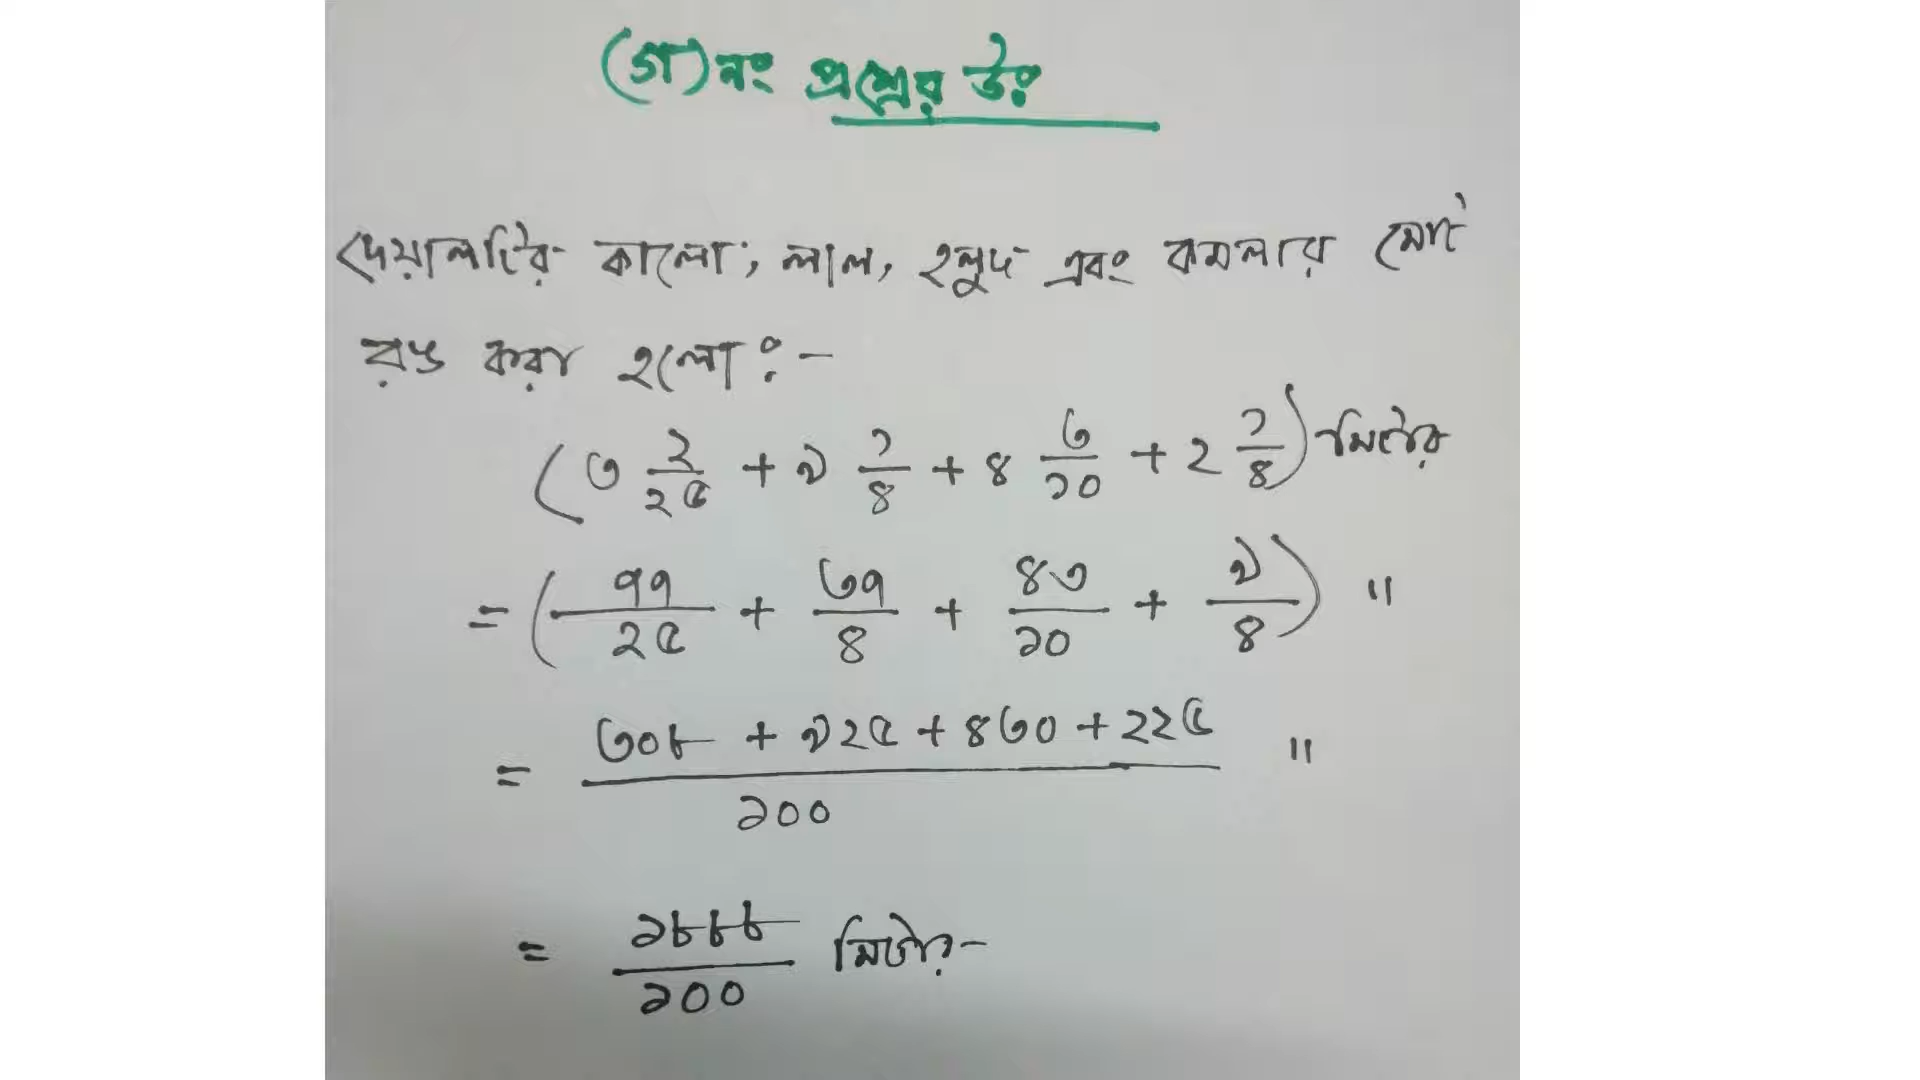 (গ) নং প্রশ্নের উঃ
দেয়ালটির কালো, লাল, হলুদ এবং কমলার মোট
রঙ করা হলো :-
(৩ ২/২৫ + ৯ ১/৪ + ৪ ৩/১০ + ২ ১/৪) মিটার
= (৭৭/২৫ + ৩৭/৪ + ৪৩/১০ + ৯/৪) "
= (৩০৮ + ৯২৫ + ৪৩০ + ২২৫)/১০০ "
= ১৮৮৮/১০০ মিটার